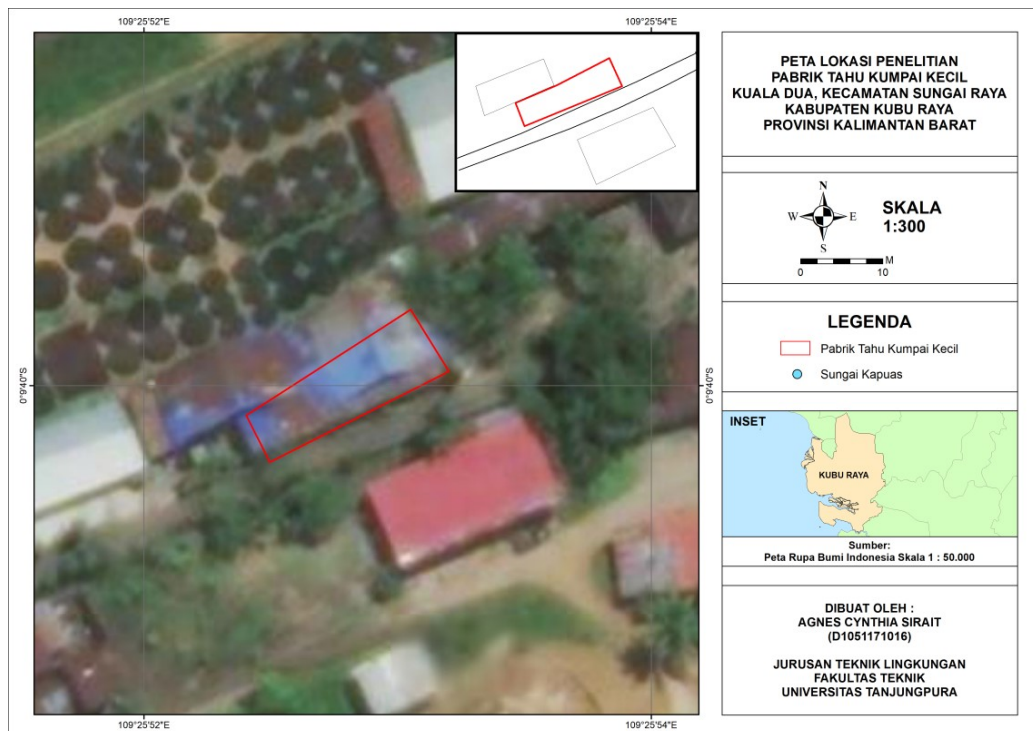 109°25'52"E
109°25'54"E
0°9'40"S
0°9'40"S
109°25'52"E
109°25'54"E
PETA LOKASI PENELITIAN
PABRIK TAHU KUMPAI KECIL
KUALA DUA, KECAMATAN SUNGAI RAYA
KABUPATEN KUBU RAYA
PROVINSI KALIMANTAN BARAT
N
W E
S
SKALA
1:300
M
0 10
LEGENDA
Pabrik Tahu Kumpai Kecil
Sungai Kapuas
INSET
KUBU RAYA
Sumber:
Peta Rupa Bumi Indonesia Skala 1 : 50.000
DIBUAT OLEH :
AGNES CYNTHIA SIRAIT
(D1051171016)
JURUSAN TEKNIK LINGKUNGAN
FAKULTAS TEKNIK
UNIVERSITAS TANJUNGPURA